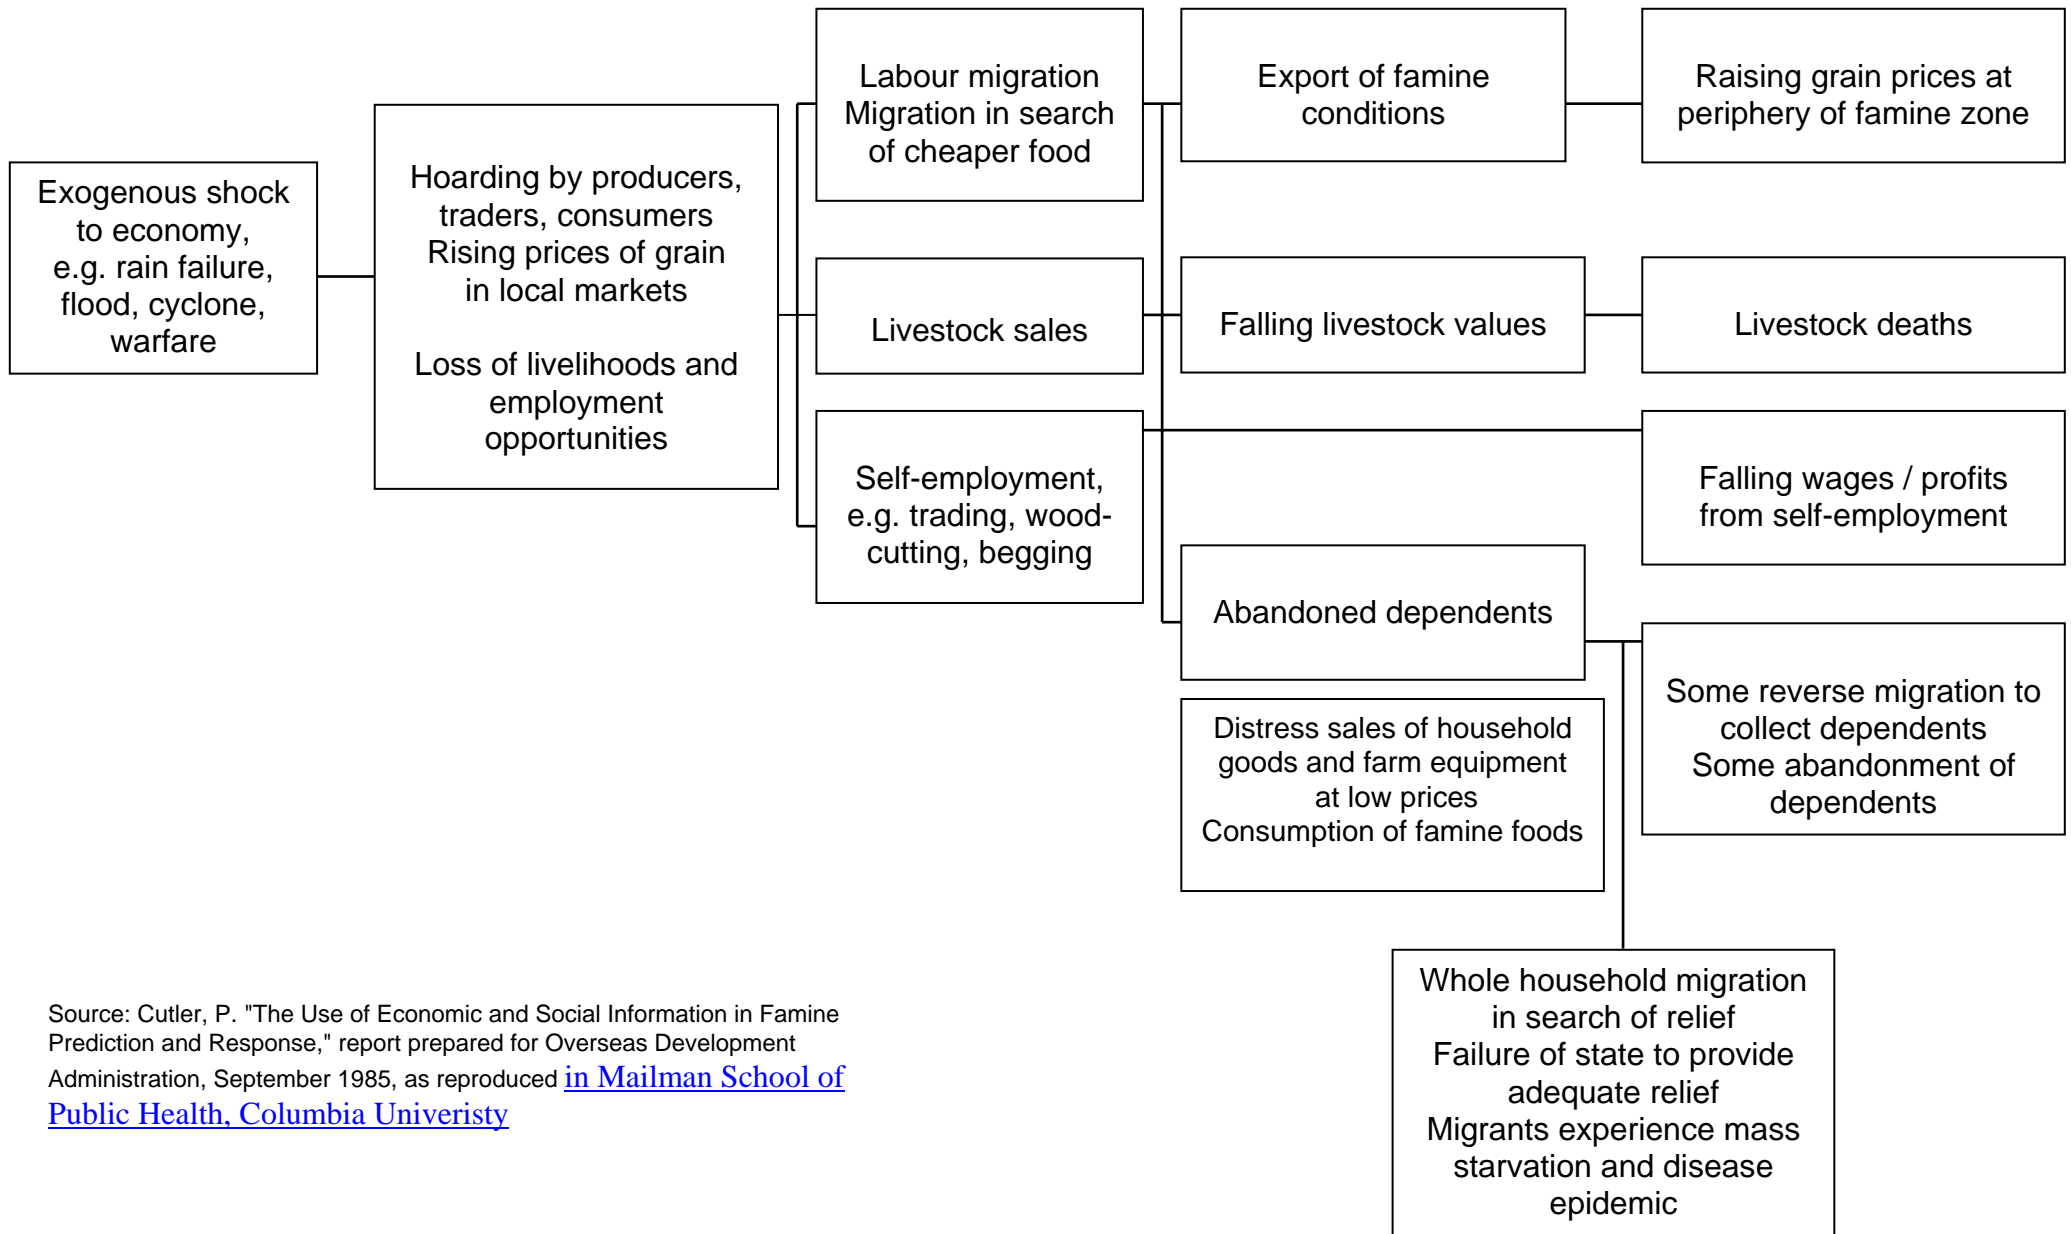 Exogenous shock
to economy,
e.g. rain failure,
flood, cyclone,
warfare
Hoarding by producers,
traders, consumers
Rising prices of grain
in local markets
Loss of livelihoods and
employment
opportunities
Labour migration
Migration in search
of cheaper food
Livestock sales
Self-employment,
e.g. trading, wood-
cutting, begging
Export of famine
conditions
Falling livestock values
Abandoned dependents
Distress sales of household
goods and farm equipment
at low prices
Consumption of famine foods
Raising grain prices at
periphery of famine zone
Livestock deaths
Falling wages / profits
from self-employment
Some reverse migration to
collect dependents
Some abandonment of
dependents
Whole household migration
in search of relief
Failure of state to provide
adequate relief
Migrants experience mass
starvation and disease
epidemic
Source: Cutler, P. "The Use of Economic and Social Information in Famine
Prediction and Response," report prepared for Overseas Development
Administration, September 1985, as reproduced in Mailman School of
Public Health, Columbia Univeristy